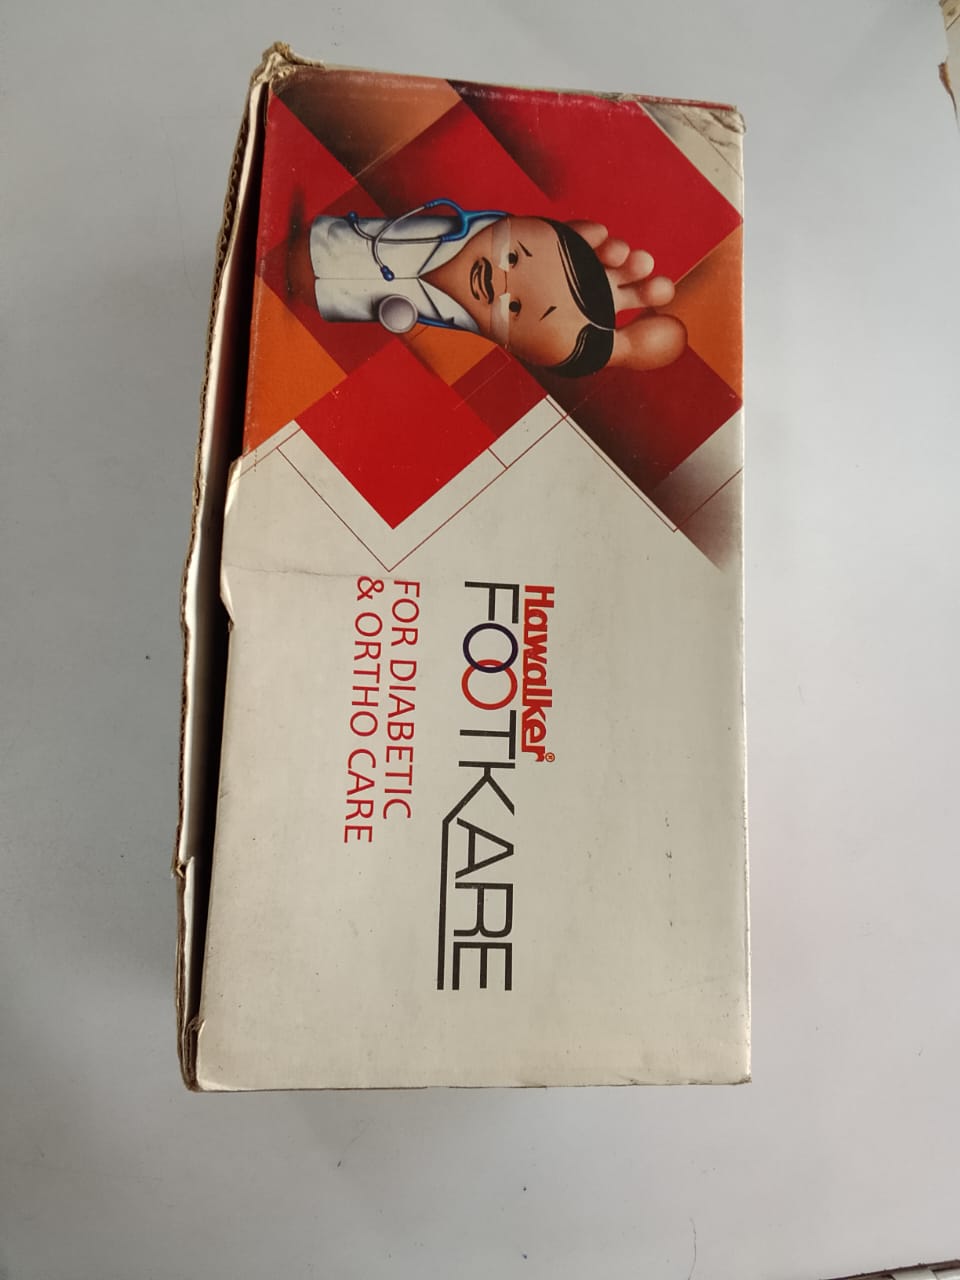 Hawalker®
FOOTKARE
FOR DIABETIC
& ORTHO CARE